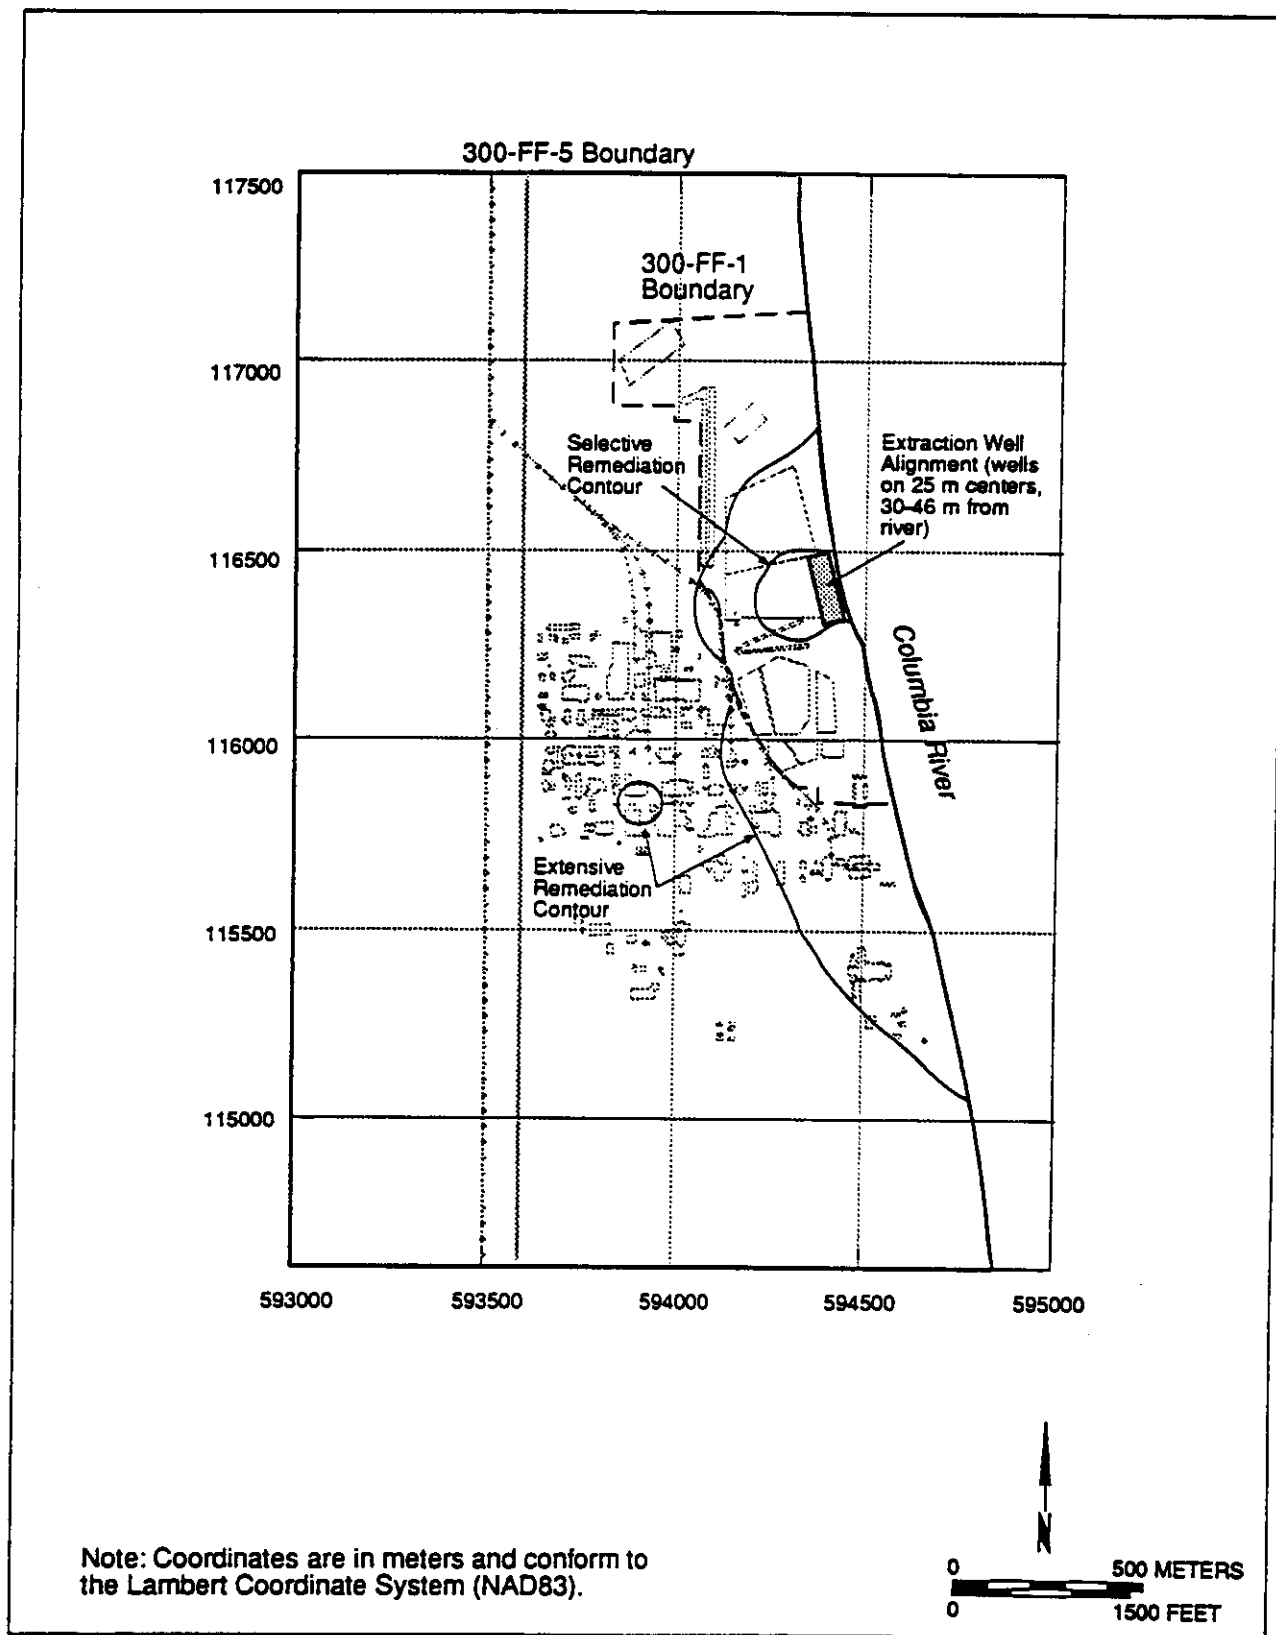 300-FF-5 Boundary
117500
300-FF-1
Boundary
117000
Selective
Remediation
Contour
Extraction Well
Alignment (wells
on 25 m centers,
30-46 m from
river)
116500
Columbia River
116000
Extensive
Remediation
Contour
115500
115000
593000
593500
594000
594500
595000
N
Note: Coordinates are in meters and conform to
the Lambert Coordinate System (NAD83).
0
500 METERS
0
1500 FEET